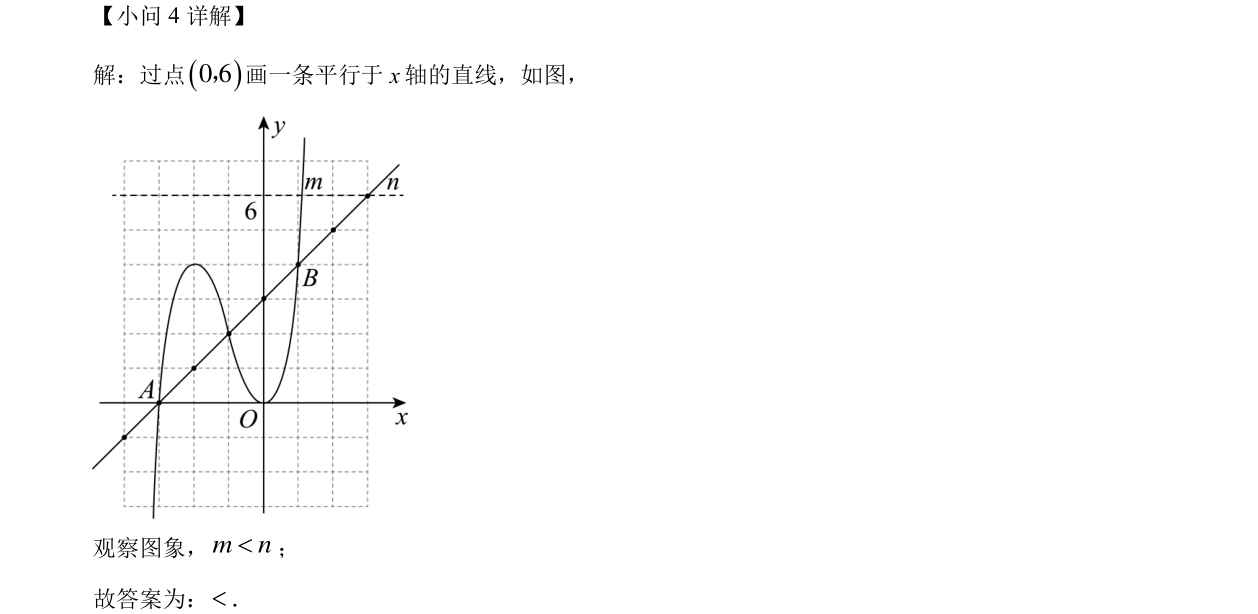 【小问 4 详解】
解：过点(0,6)画一条平行于 x 轴的直线，如图，
y
m
n
6
B
A
O
x
观察图象，m < n；
故答案为：< .